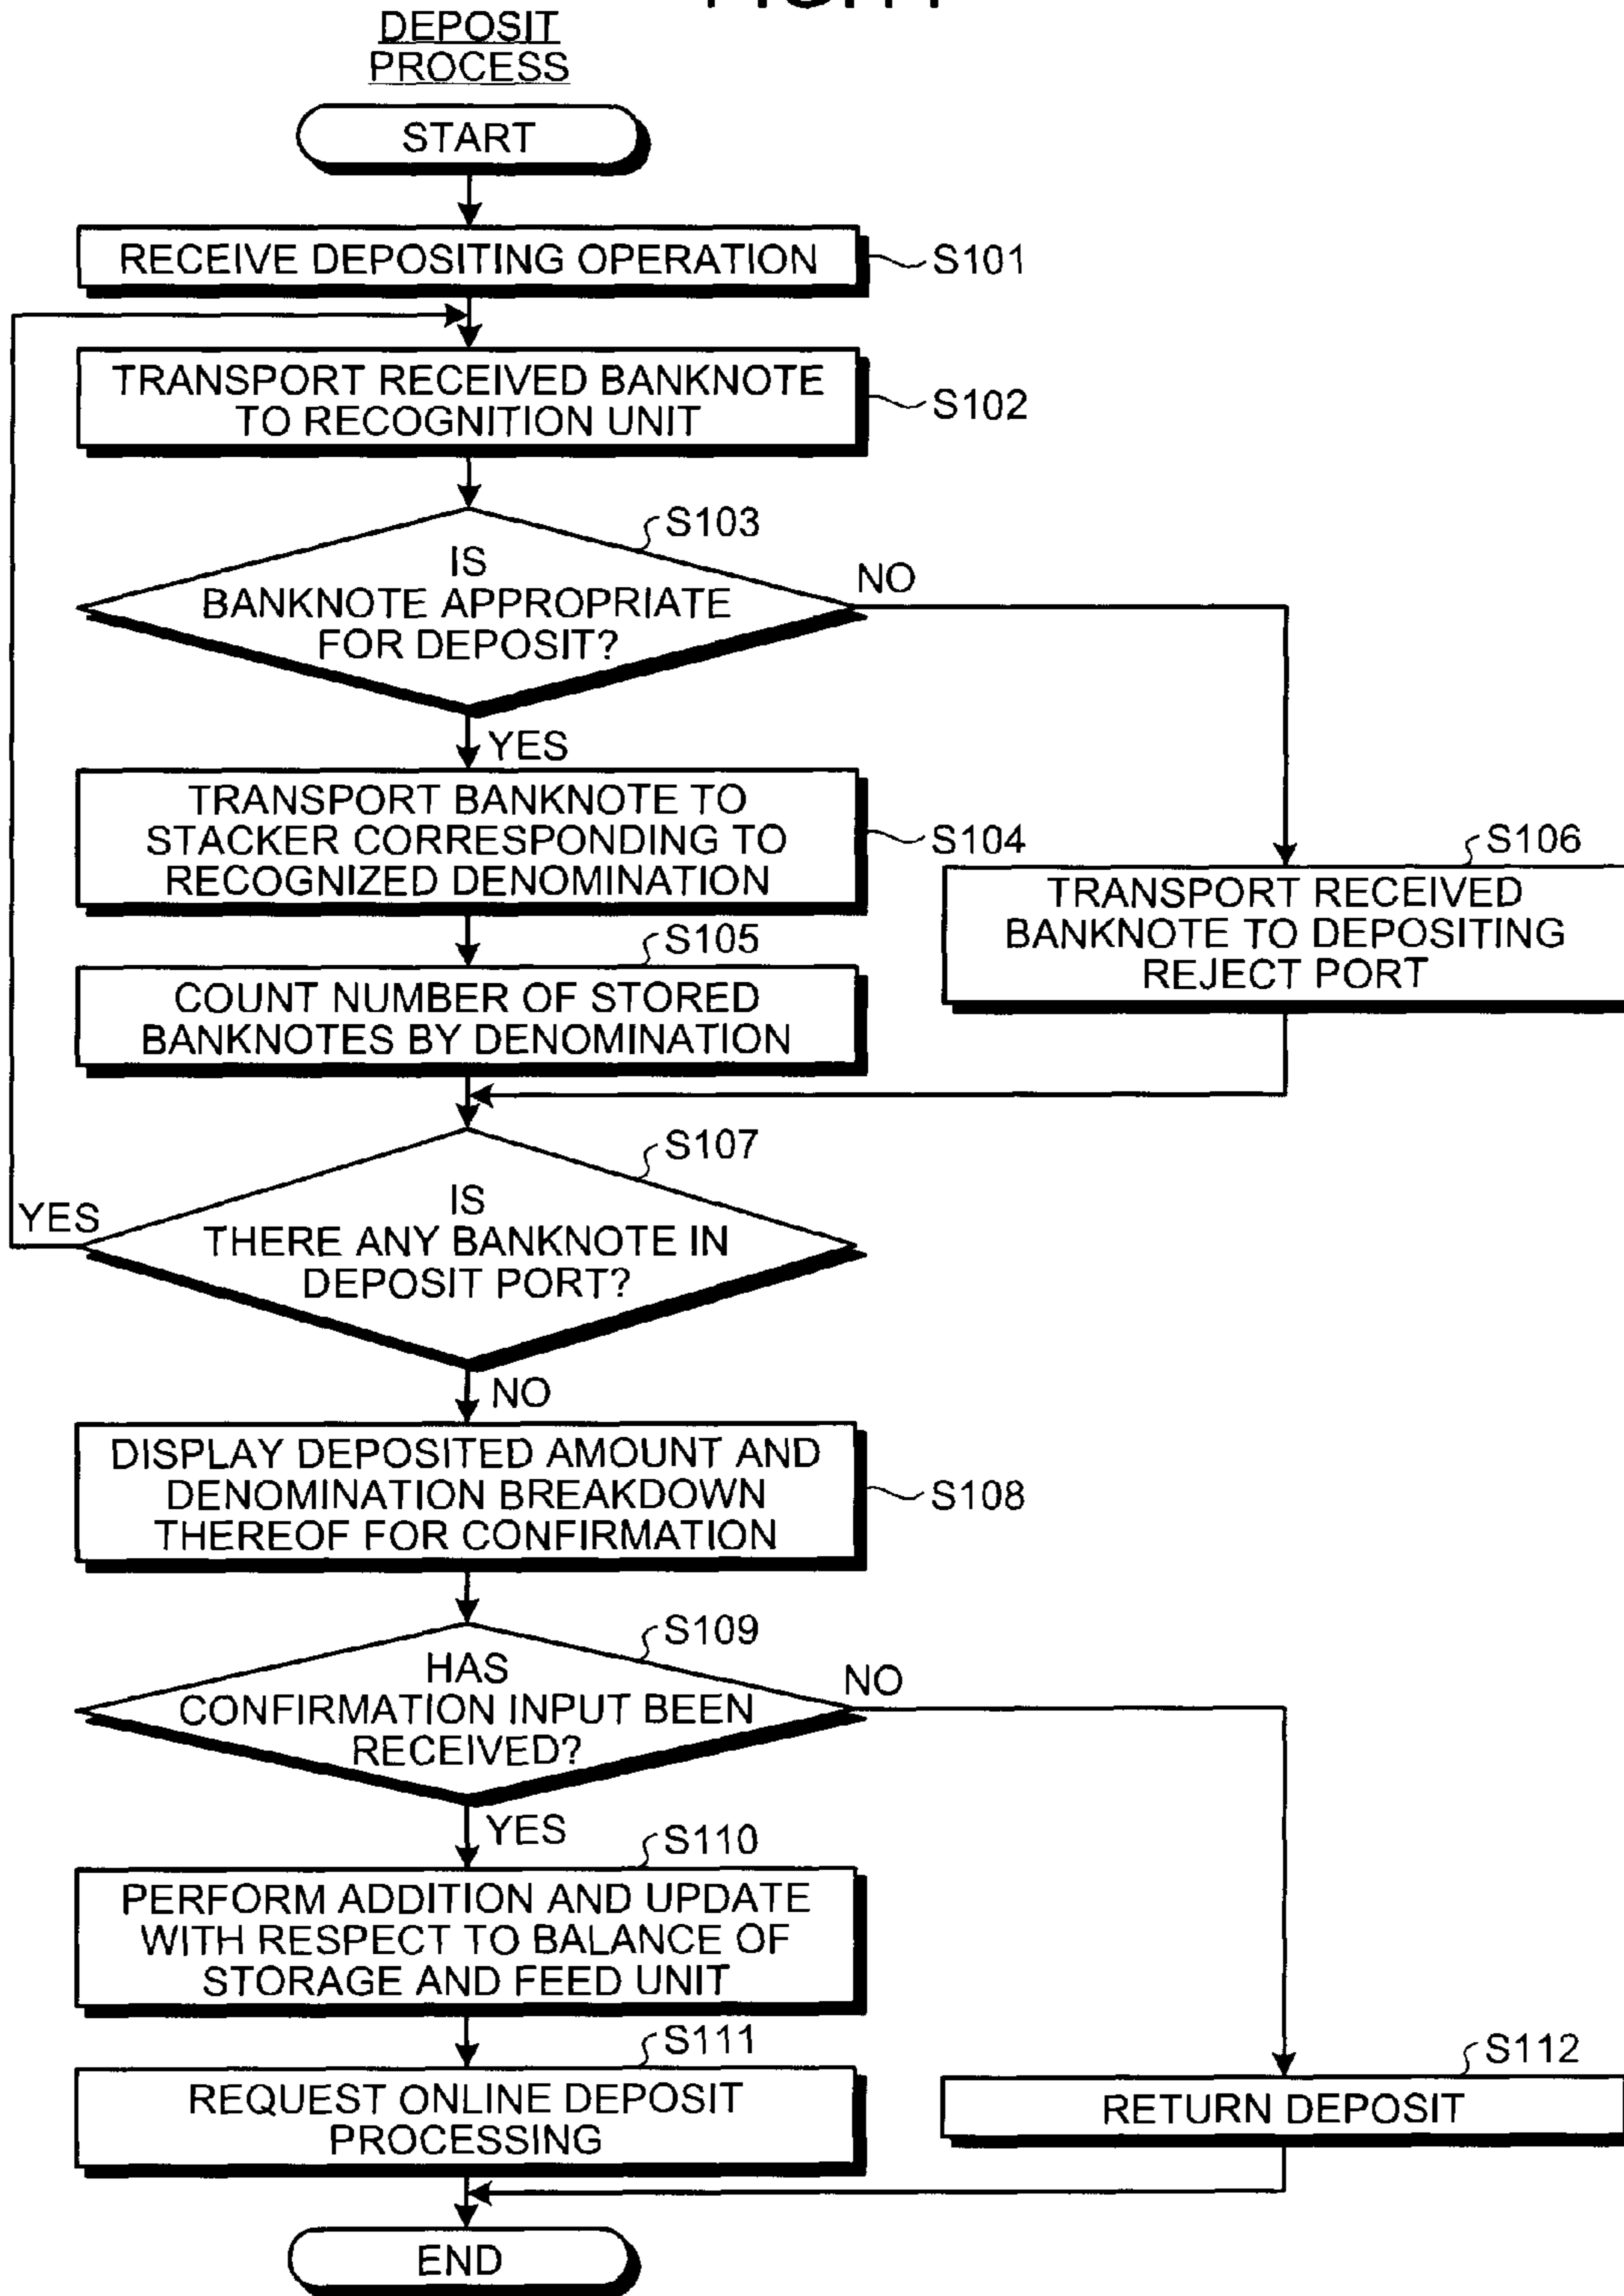 DEPOSIT
PROCESS
START
RECEIVE DEPOSITING OPERATION
S101
TRANSPORT RECEIVED BANKNOTE
TO RECOGNITION UNIT
S102
S103
IS
BANKNOTE APPROPRIATE
FOR DEPOSIT?
NO
YES
TRANSPORT BANKNOTE TO
STACKER CORRESPONDING TO
RECOGNIZED DENOMINATION
S104
S106
TRANSPORT RECEIVED
BANKNOTE TO DEPOSITING
REJECT PORT
S105
COUNT NUMBER OF STORED
BANKNOTES BY DENOMINATION
S107
IS
THERE ANY BANKNOTE IN
DEPOSIT PORT?
YES
NO
DISPLAY DEPOSITED AMOUNT AND
DENOMINATION BREAKDOWN
THEREOF FOR CONFIRMATION
S108
S109
HAS
CONFIRMATION INPUT BEEN
RECEIVED?
NO
YES
S110
PERFORM ADDITION AND UPDATE
WITH RESPECT TO BALANCE OF
STORAGE AND FEED UNIT
S111
REQUEST ONLINE DEPOSIT
PROCESSING
S112
RETURN DEPOSIT
END